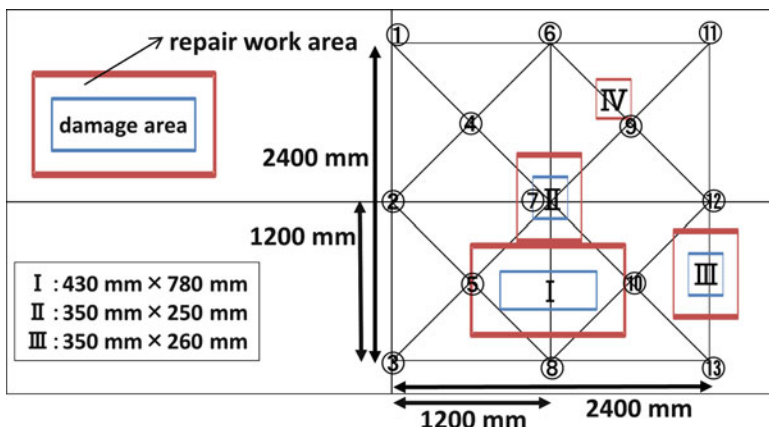 repair work area
damage area
① ⑥ ⑪
Ⅳ
④ ⑨
2400 mm
② ⑦ Ⅱ ⑫
1200 mm
Ⅰ : 430 mm × 780 mm
Ⅱ : 350 mm × 250 mm
Ⅲ : 350 mm × 260 mm
⑤ Ⅰ ⑩ Ⅲ
③ ⑧ ⑬
2400 mm
1200 mm